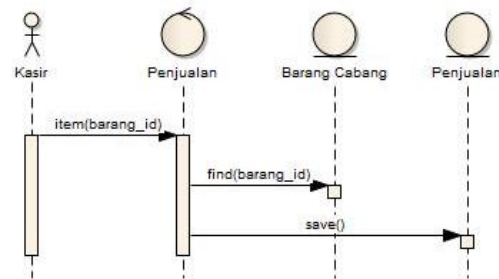 Kasir
Penjualan
Barang Cabang
Penjualan
item(barang_id)
find(barang_id)
save()